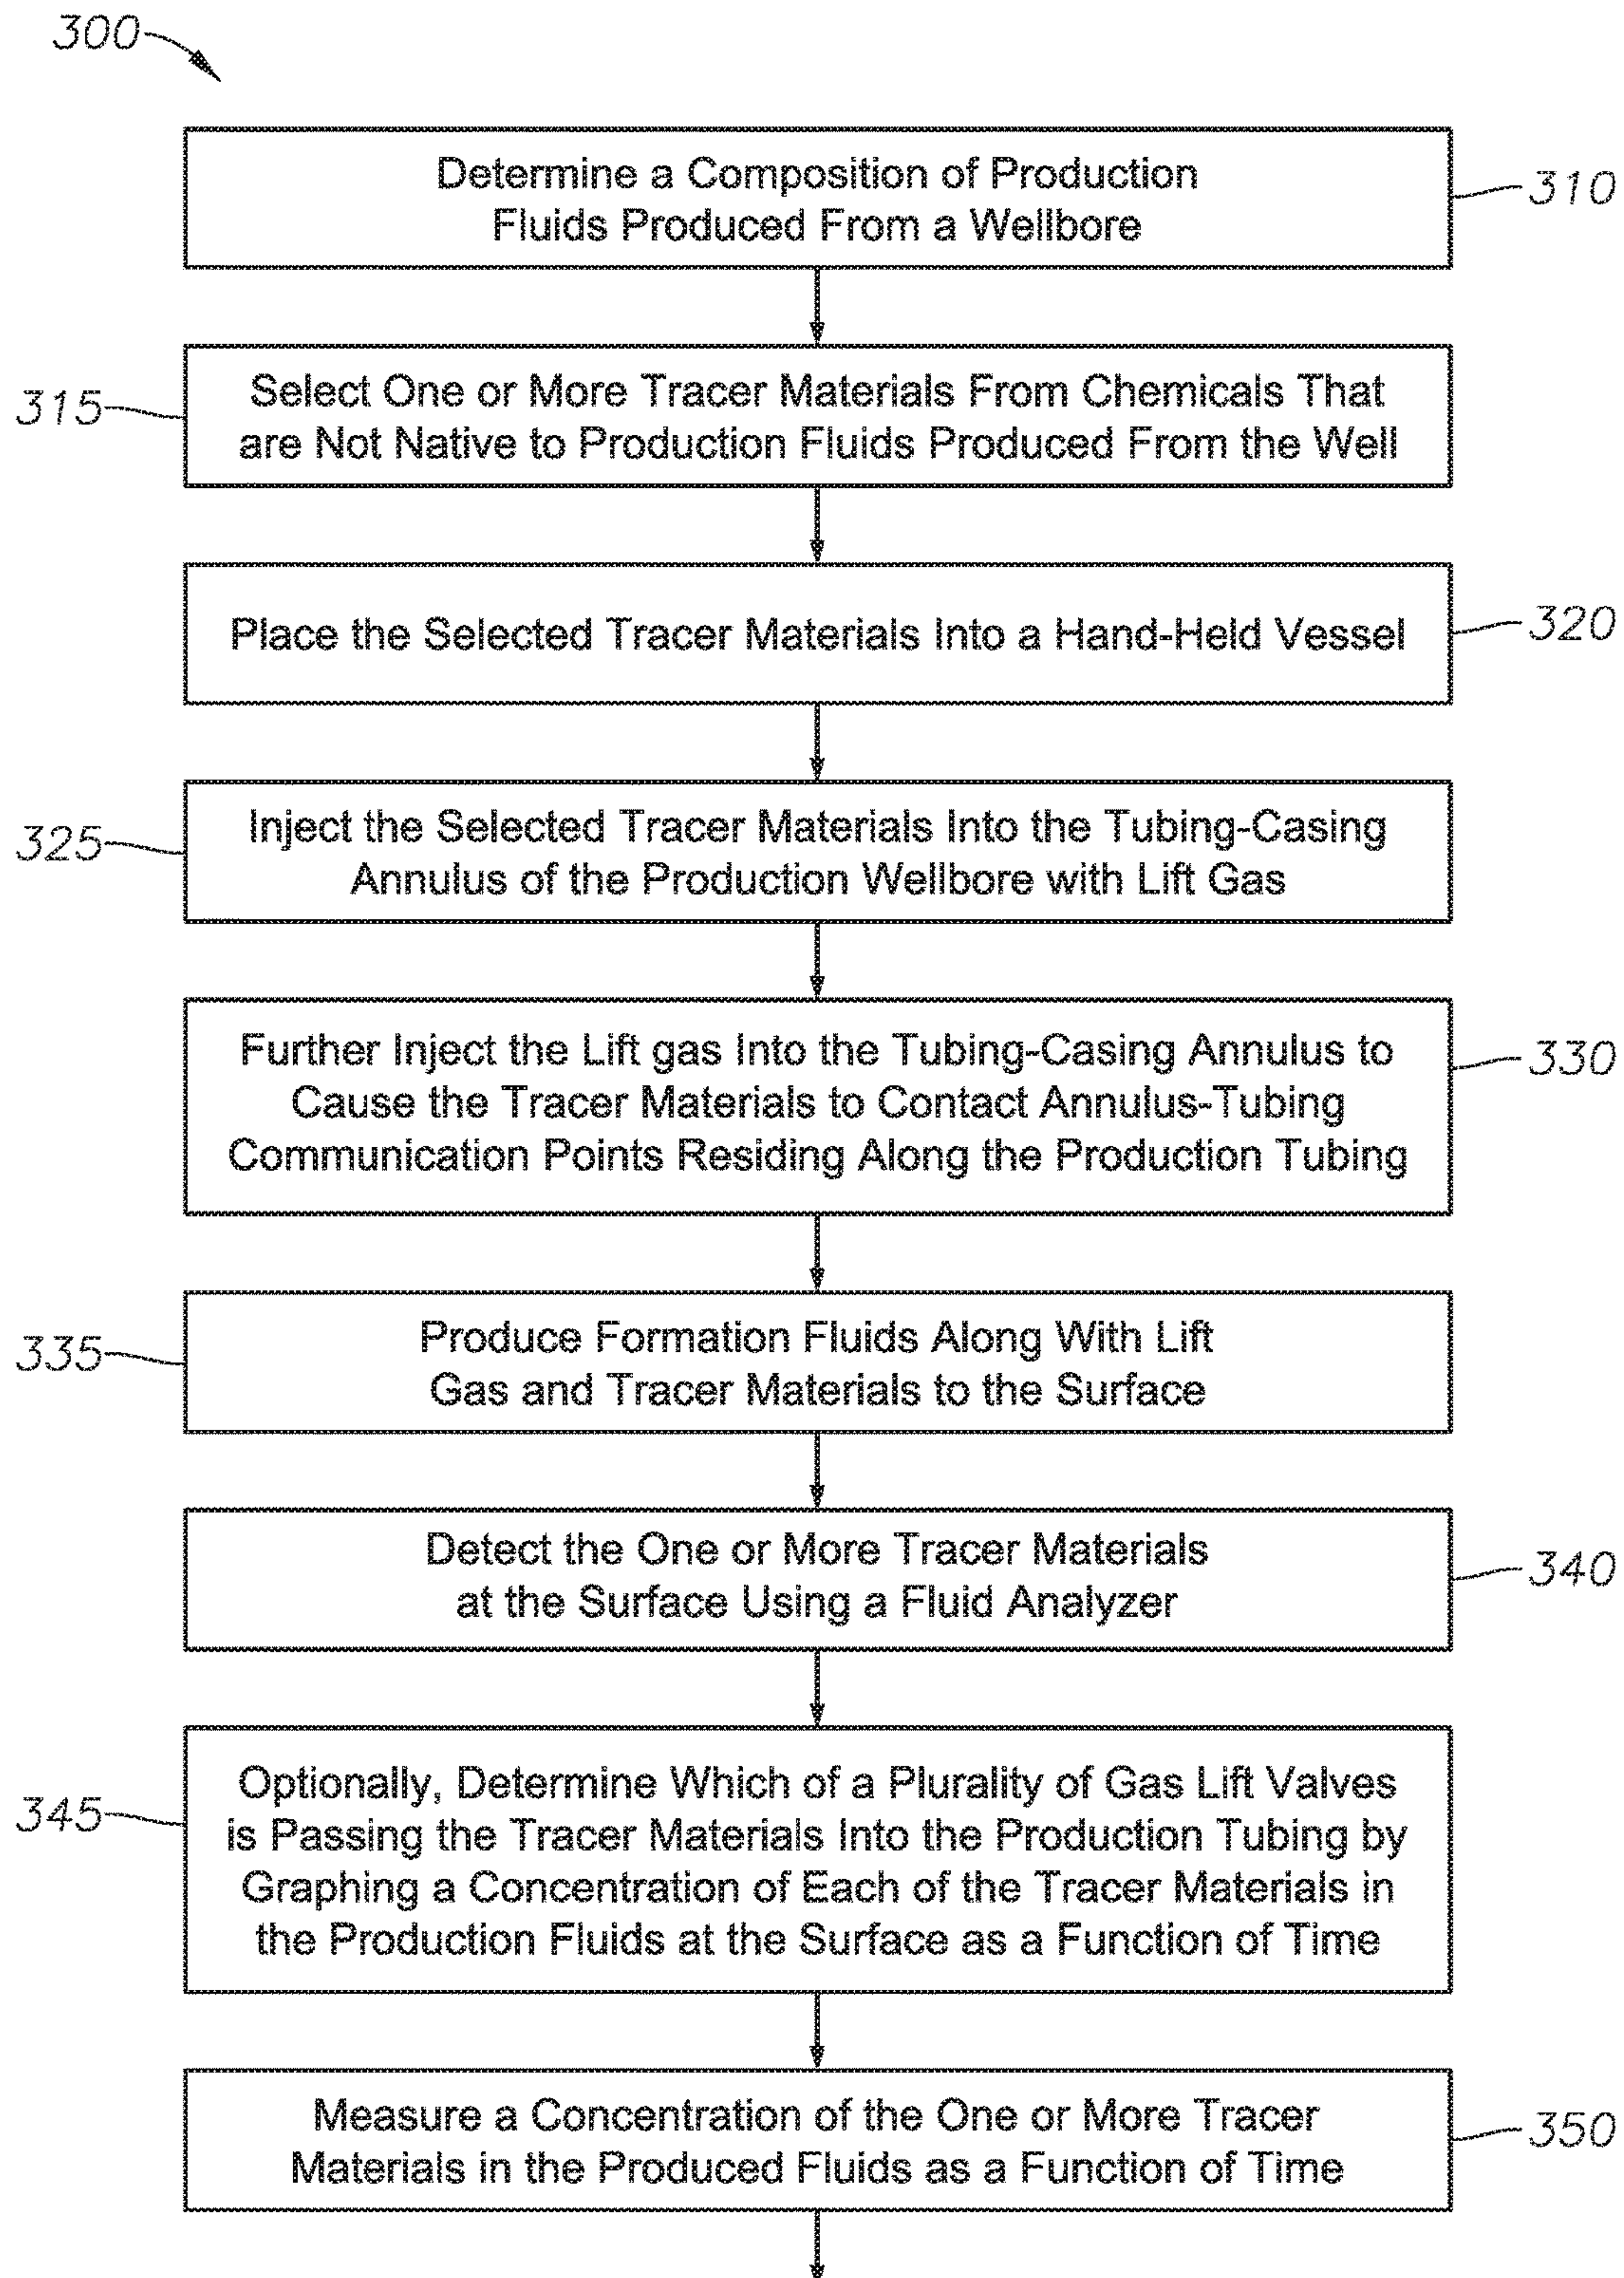 300
Determine a Composition of Production
Fluids Produced From a Wellbore
310
315
Select One or More Tracer Materials From Chemicals That
are Not Native to Production Fluids Produced From the Well
Place the Selected Tracer Materials Into a Hand-Held Vessel
320
325
Inject the Selected Tracer Materials Into the Tubing-Casing
Annulus of the Production Wellbore with Lift Gas
Further Inject the Lift gas Into the Tubing-Casing Annulus to
Cause the Tracer Materials to Contact Annulus-Tubing
Communication Points Residing Along the Production Tubing
330
335
Produce Formation Fluids Along With Lift
Gas and Tracer Materials to the Surface
Detect the One or More Tracer Materials
at the Surface Using a Fluid Analyzer
340
345
Optionally, Determine Which of a Plurality of Gas Lift Valves
is Passing the Tracer Materials Into the Production Tubing by
Graphing a Concentration of Each of the Tracer Materials in
the Production Fluids at the Surface as a Function of Time
Measure a Concentration of the One or More Tracer
Materials in the Produced Fluids as a Function of Time
350